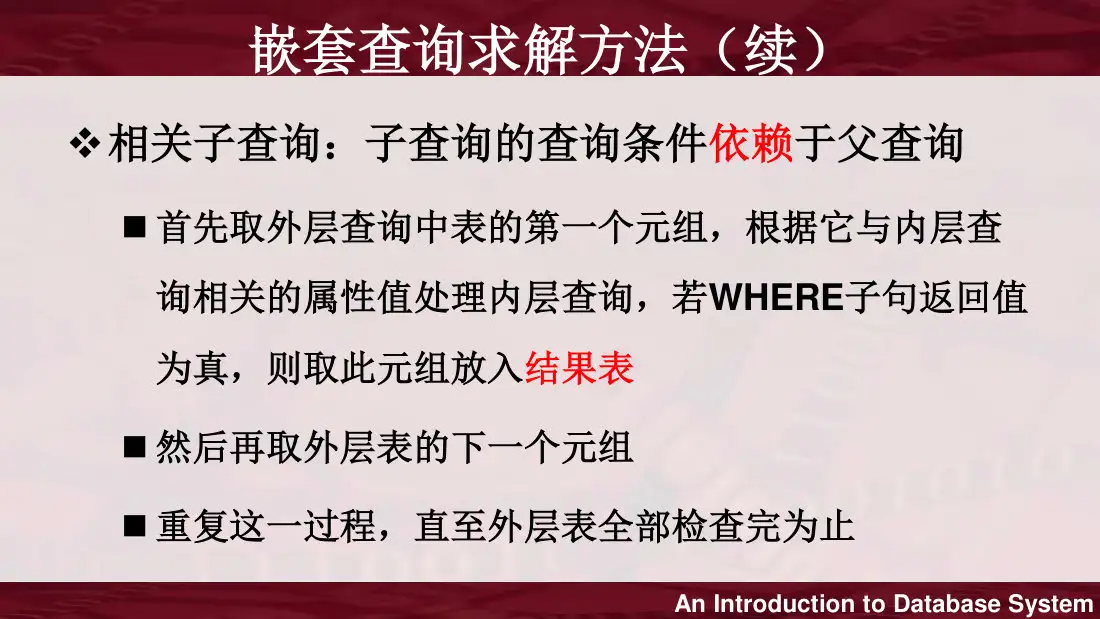 嵌套查询求解方法（续）
❖相关子查询：子查询的查询条件依赖于父查询
■ 首先取外层查询中表的第一个元组，根据它与内层查
询相关的属性值处理内层查询，若WHERE子句返回值
为真，则取此元组放入结果表
■ 然后再取外层表的下一个元组
■ 重复这一过程，直至外层表全部检查完为止
An Introduction to Database System